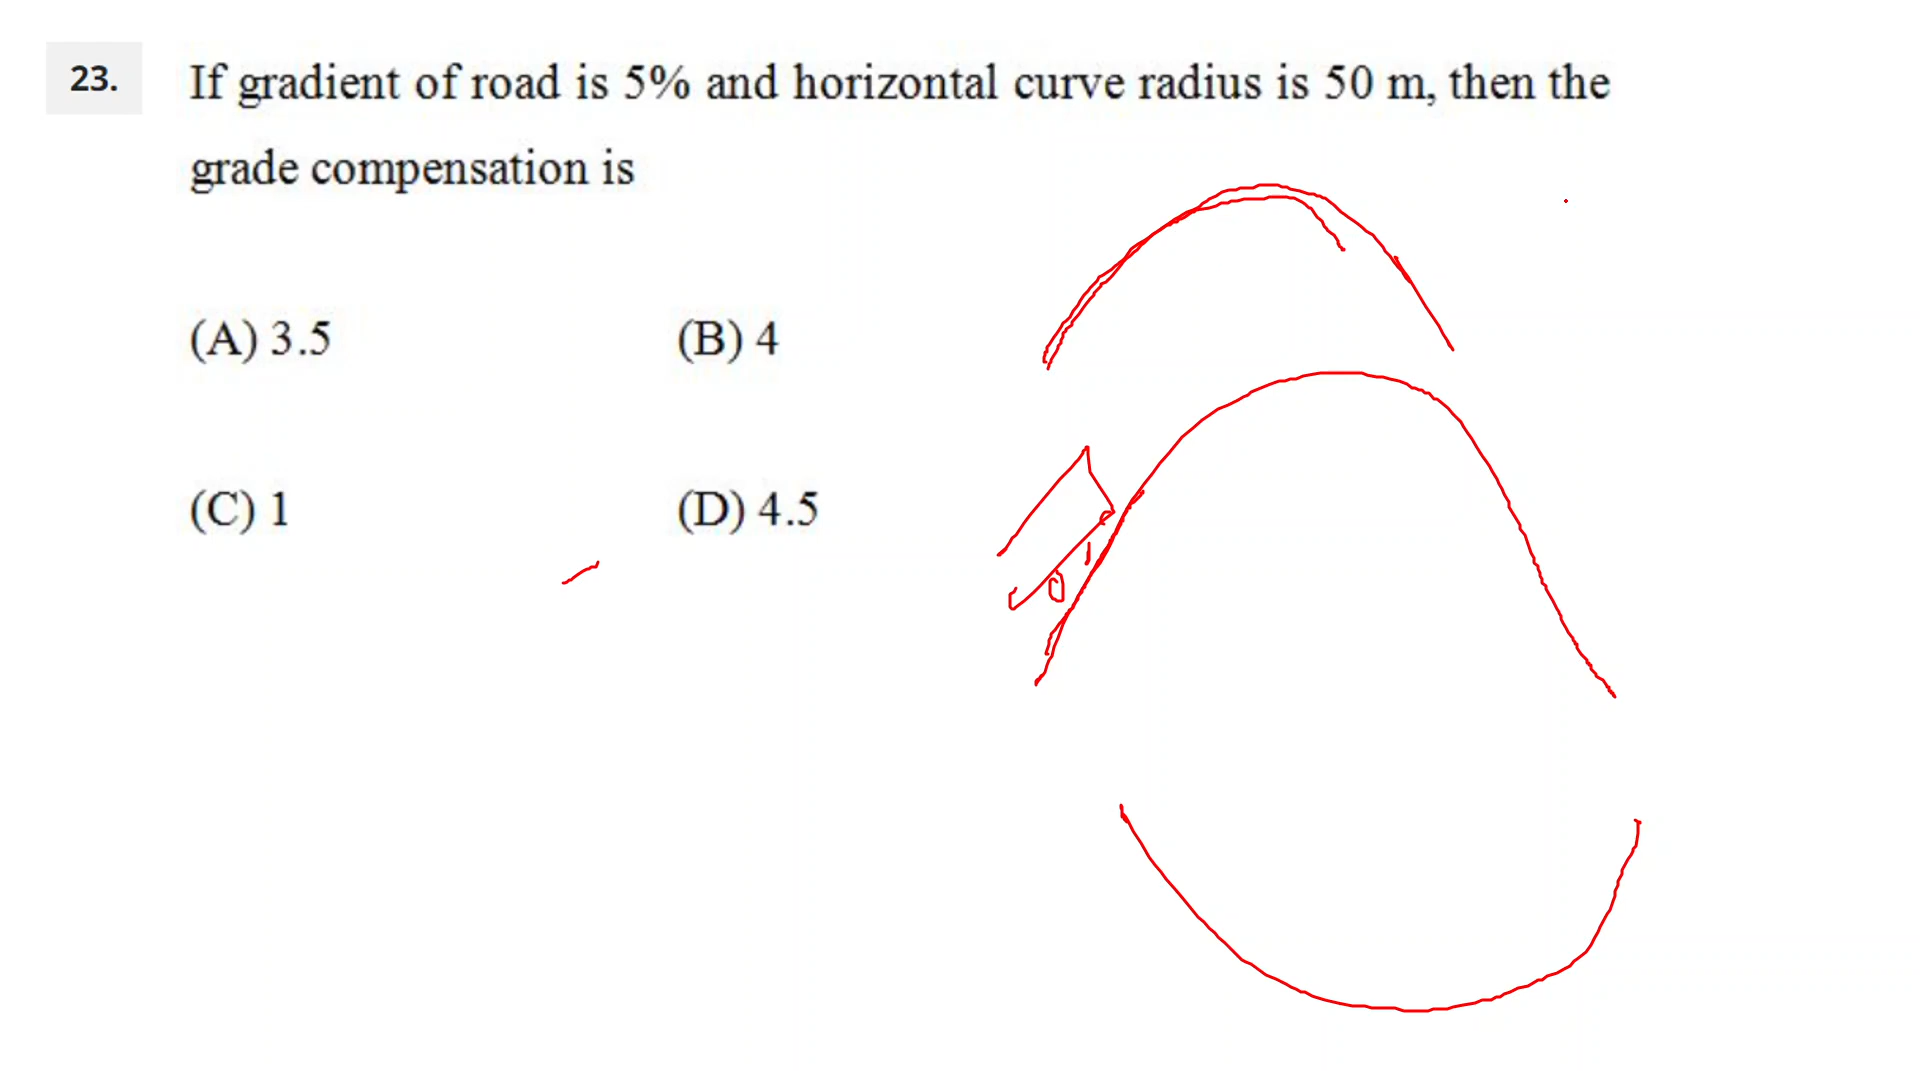 23. If gradient of road is 5% and horizontal curve radius is 50 m, then the
grade compensation is
(A) 3.5 (B) 4
(C) 1 (D) 4.5